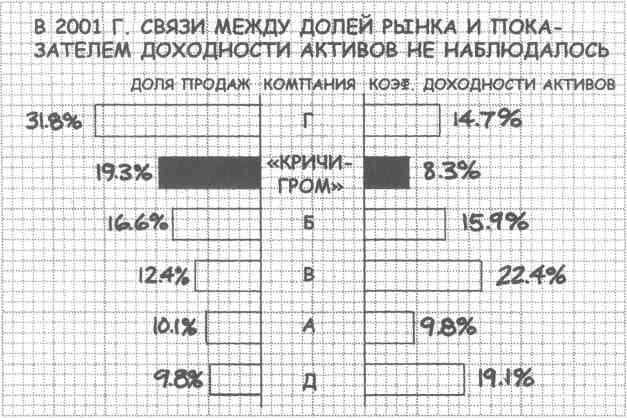 В 2001 Г. СВЯЗИ МЕЖДУ ДОЛЕЙ РЫНКА И ПОКА-
ЗАТЕЛЕМ ДОХОДНОСТИ АКТИВОВ НЕ НАБЛЮДАЛОСЬ
ДОЛЯ ПРОДАЖ КОМПАНИЯ КОЭФ. ДОХОДНОСТИ АКТИВОВ
31.8% Г 14.7%
19.3% «КРИЧИ- 8.3%
ГРОМ»
16.6% Б 15.9%
12.4% В 22.4%
10.1% А 9.8%
9.8% Д 19.1%